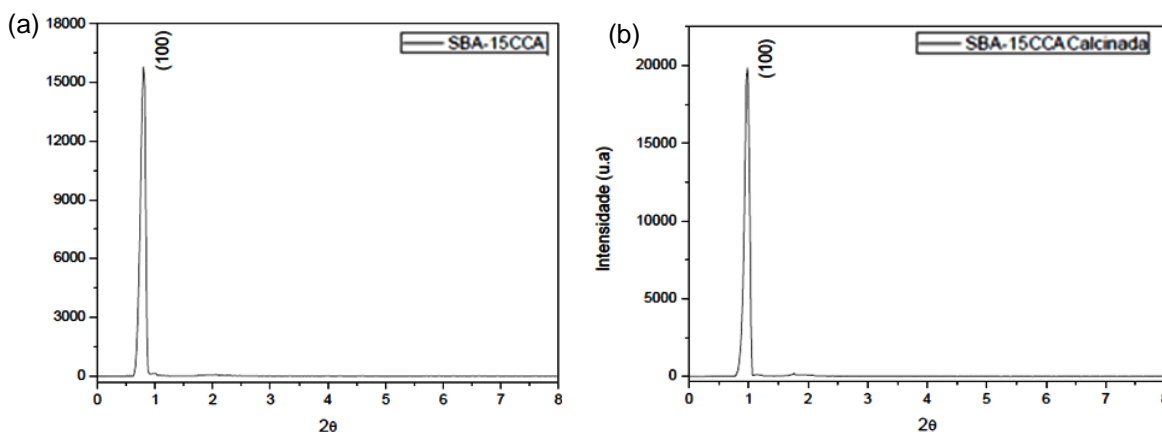 (a)
18000
15000
12000
9000
6000
3000
0
SBA-15CCA
(100)
0 1 2 3 4 5 6 7 8
2θ
(b)
Intensidade (u.a)
20000
15000
10000
5000
0
SBA-15CCA Calcinada
(100)
0 1 2 3 4 5 6 7 8
2θ